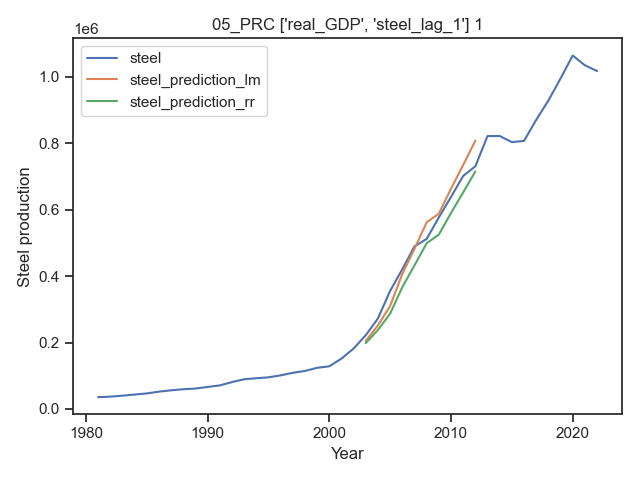 05_PRC ['real_GDP', 'steel_lag_1'] 1
1e6
steel
steel_prediction_lm
steel_prediction_rr
1.0
0.8
0.6
0.4
0.2
0.0
Steel production
1980
1990
2000
2010
2020
Year